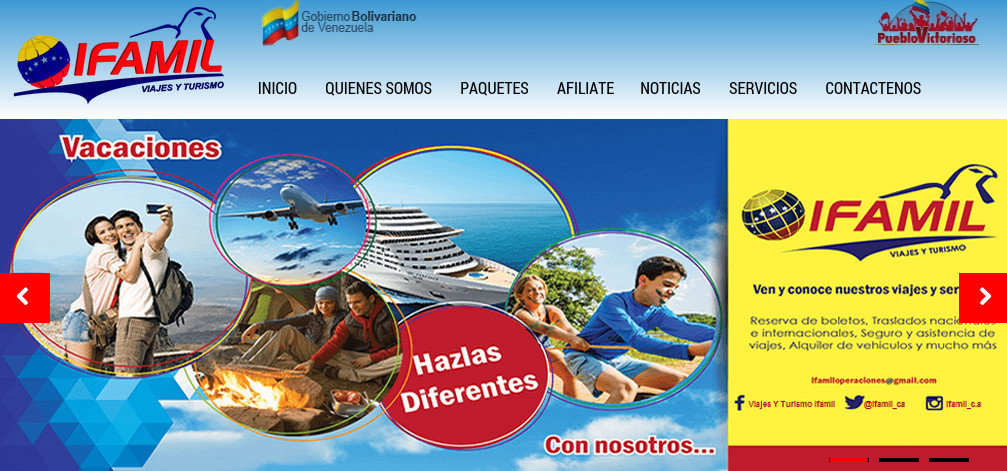 Gobierno Bolivariano
de Venezuela
PuebloVictorioso
IFAMIL
VIAJES Y TURISMO
INICIO QUIENES SOMOS PAQUETES AFILIATE NOTICIAS SERVICIOS CONTACTENOS
Vacaciones
Hazlas
Diferentes
Con nosotros...
IFAMIL
VIAJES Y TURISMO
Ven y conoce nuestros viajes y ser
Reserva de boletos, Traslados nac
e internacionales, Seguro y asistencia de
viajes, Alquiler de vehiculos y mucho más
ifamiloperaciones@gmail.com
Viajes Y Turismo Ifamil @ifamil_ca ifamil_c.a